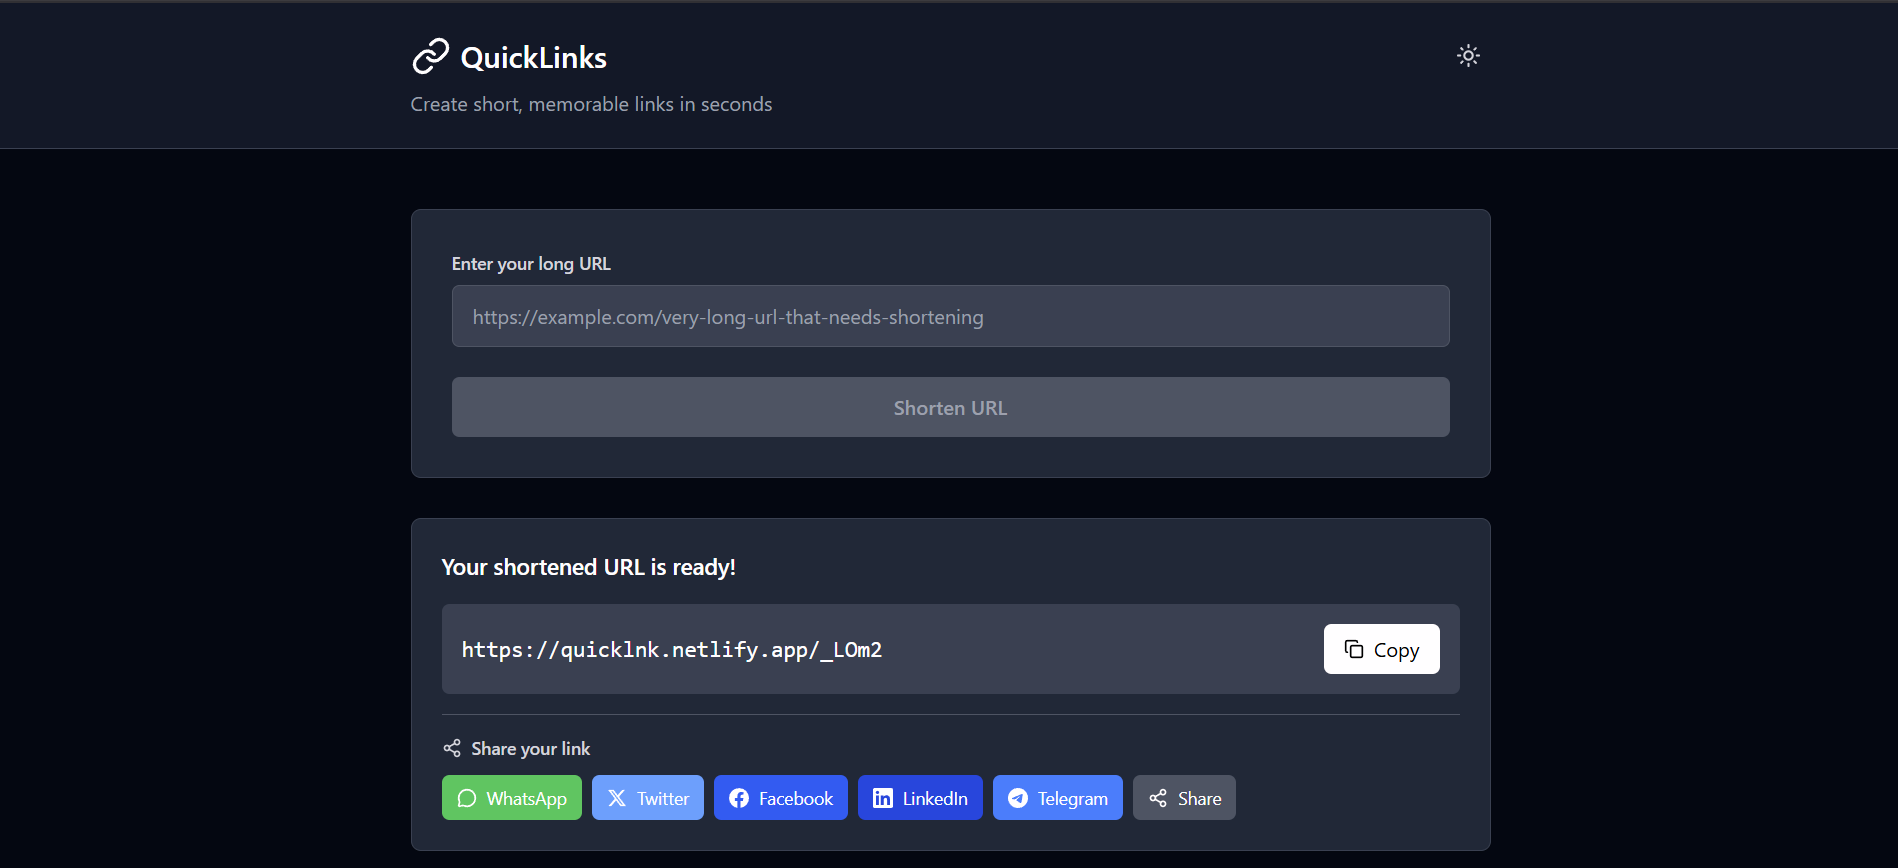 QuickLinks
Create short, memorable links in seconds
Enter your long URL
https://example.com/very-long-url-that-needs-shortening
Shorten URL
Your shortened URL is ready!
https://quicklnk.netlify.app/_LOm2
Copy
Share your link
WhatsApp
Twitter
Facebook
LinkedIn
Telegram
Share